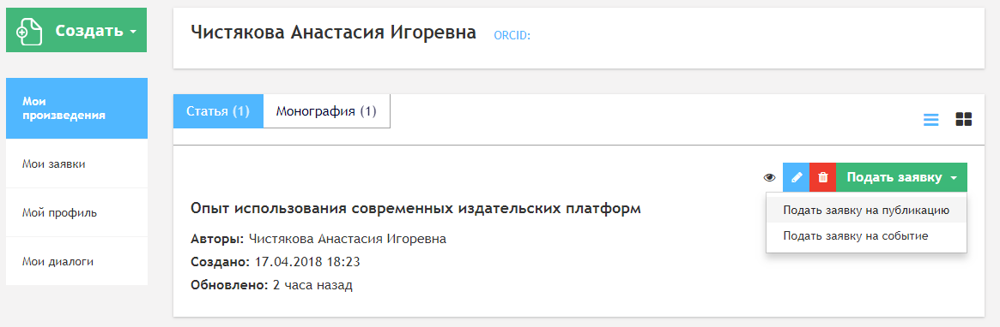 Создать
Чистякова Анастасия Игоревна ORCID:
Мои
произведения
Мои заявки
Мой профиль
Мои диалоги
Статья (1) Монография (1)
Подать заявку
Подать заявку на публикацию
Подать заявку на событие
Опыт использования современных издательских платформ
Авторы: Чистякова Анастасия Игоревна
Создано: 17.04.2018 18:23
Обновлено: 2 часа назад